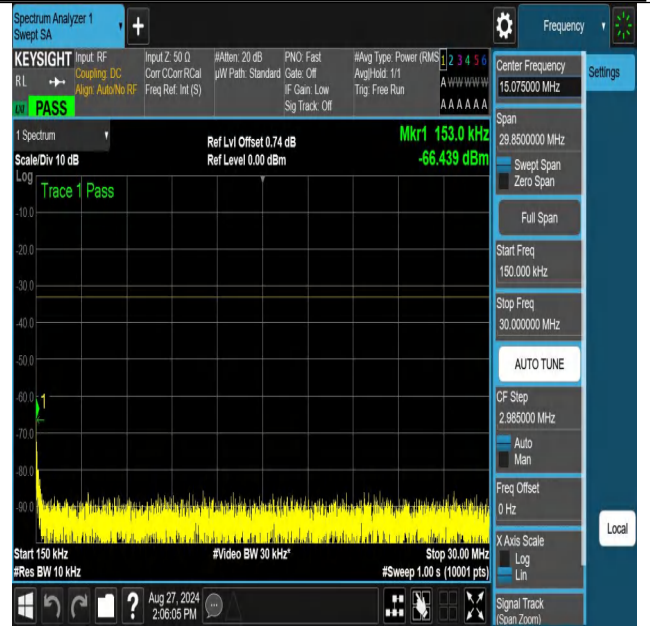 Spectrum Analyzer 1
Swept SA
+
Frequency
KEYSIGHT
RL
LXI
PASS
Input: RF
Coupling: DC
Align: Auto/No RF
Input Z: 50 Ω
Corr CCorr RCal
Freq Ref: Int (S)
#Atten: 20 dB
µW Path: Standard
PNO: Fast
Gate: Off
IF Gain: Low
Sig Track: Off
#Avg Type: Power (RMS
Avg|Hold: 1/1
Trig: Free Run
1 2 3 4 5 6
A W W W W W
A A A A A A
Center Frequency
15.075000 MHz
Settings
1 Spectrum
Scale/Div 10 dB
Log
Ref Lvl Offset 0.74 dB
Ref Level 0.00 dBm
Mkr1 153.0 kHz
-66.439 dBm
Trace 1 Pass
-10.0
-20.0
-30.0
-40.0
-50.0
-60.0
-70.0
-80.0
-90.0
1
Start 150 kHz
#Res BW 10 kHz
#Video BW 30 kHz*
Stop 30.00 MHz
#Sweep 1.00 s (10001 pts)
Span
29.8500000 MHz
Swept Span
Zero Span
Full Span
Start Freq
150.000 kHz
Stop Freq
30.000000 MHz
AUTO TUNE
CF Step
2.985000 MHz
Auto
Man
Freq Offset
0 Hz
X Axis Scale
Log
Lin
Signal Track
(Span Zoom)
Local
?
Aug 27, 2024
2:06:05 PM